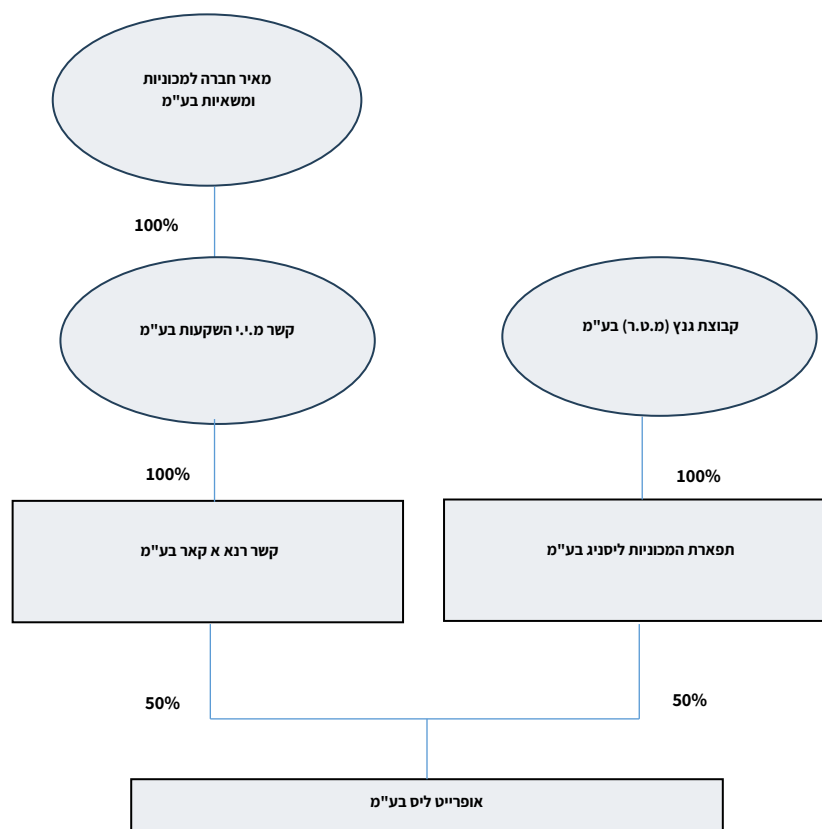 מאיר חברה למכוניות
ומשאיות בע"מ
100%
קשר מ.י.י השקעות בע"מ
קבוצת גנץ (מ.ט.ר) בע"מ
100%
100%
קשר רנא א קאר בע"מ
תפארת המכוניות ליסניג בע"מ
50%
50%
אופרייט ליס בע"מ